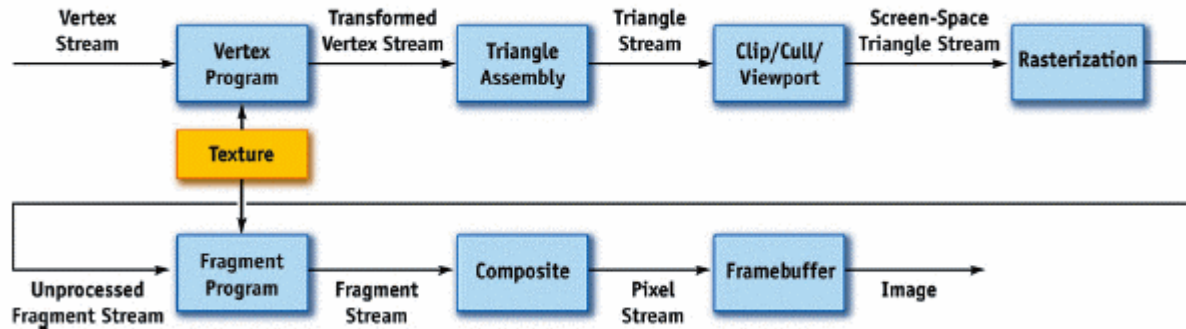 Vertex
Stream
Vertex
Program
Transformed
Vertex Stream
Triangle
Assembly
Triangle
Stream
Clip/Cull/
Viewport
Screen-Space
Triangle Stream
Rasterization
Texture
Unprocessed
Fragment Stream
Fragment
Program
Fragment
Stream
Composite
Pixel
Stream
Framebuffer
Image